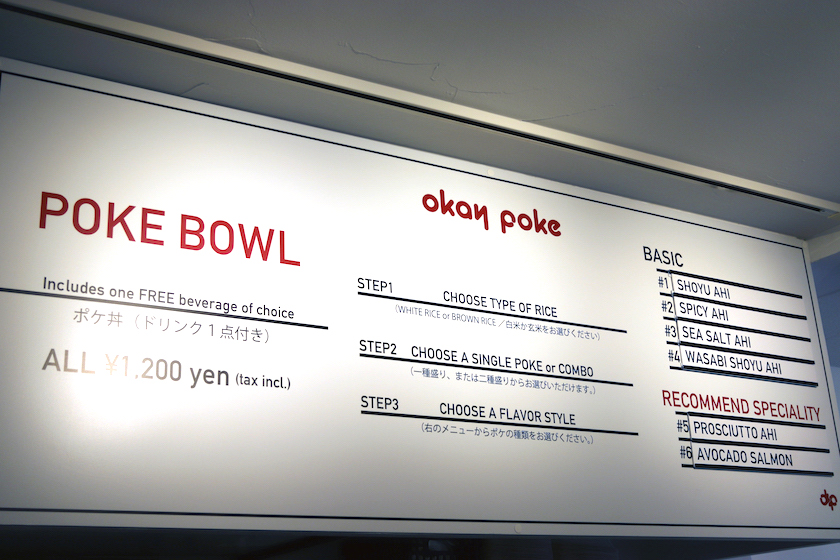 POKE BOWL
Includes one FREE beverage of choice
ポケ丼（ドリンク1点付き）
ALL ¥1,200 yen (tax incl.)
okay poke
STEP1 CHOOSE TYPE OF RICE
（WHITE RICE or BROWN RICE ／白米か玄米をお選びください）
STEP2 CHOOSE A SINGLE POKE or COMBO
（一種盛り、または二種盛りからお選びいただけます。）
STEP3 CHOOSE A FLAVOR STYLE
（右のメニューからポケの種類をお選びください。）
BASIC
#1 SHOYU AHI
#2 SPICY AHI
#3 SEA SALT AHI
#4 WASABI SHOYU AHI
RECOMMEND SPECIALITY
#5 PROSCIUTTO AHI
#6 AVOCADO SALMON